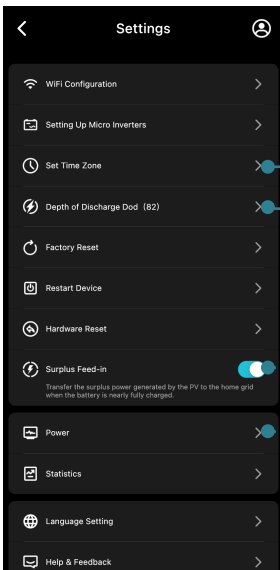 Settings
WiFi Configuration
Setting Up Micro Inverters
Set Time Zone
Depth of Discharge Dod (82)
Factory Reset
Restart Device
Hardware Reset
Surplus Feed-in
Transfer the surplus power generated by the PV to the home grid
when the battery is nearly fully charged.
Power
Statistics
Language Setting
Help & Feedback